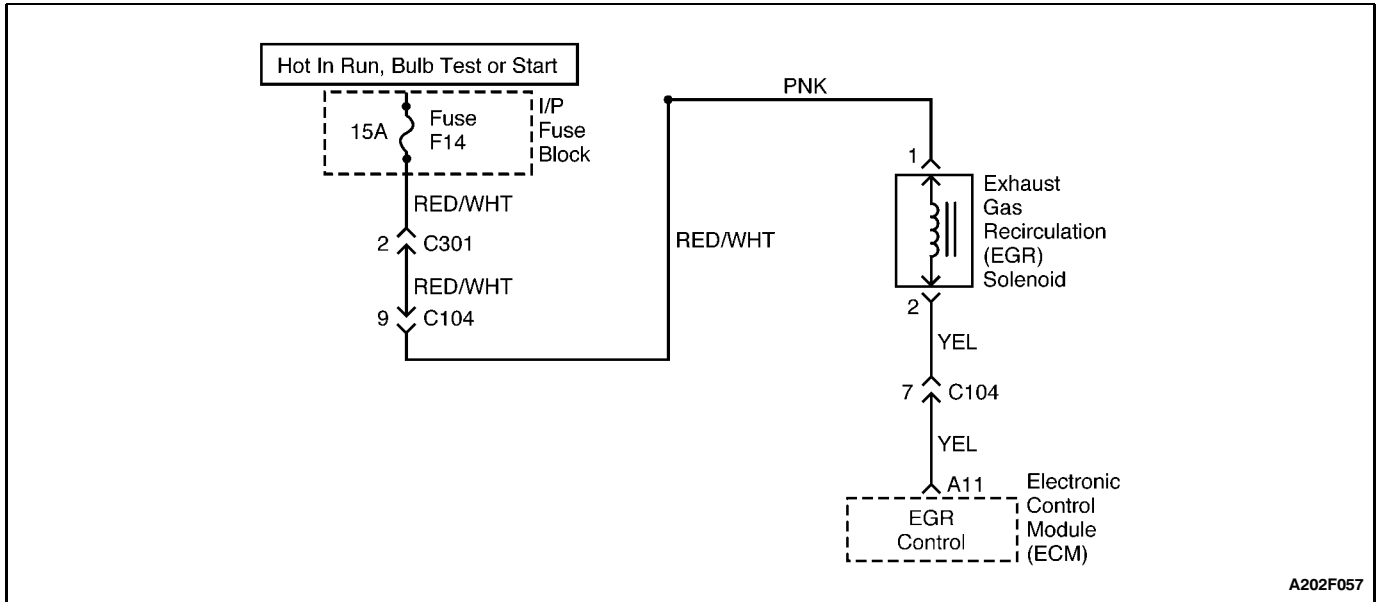 Hot In Run, Bulb Test or Start
15A
Fuse
F14
I/P
Fuse
Block
RED/WHT
2 C301
RED/WHT
9 C104
RED/WHT
PNK
1
Exhaust
Gas
Recirculation
(EGR)
Solenoid
2
YEL
7 C104
YEL
A11
EGR
Control
Electronic
Control
Module
(ECM)
A202F057